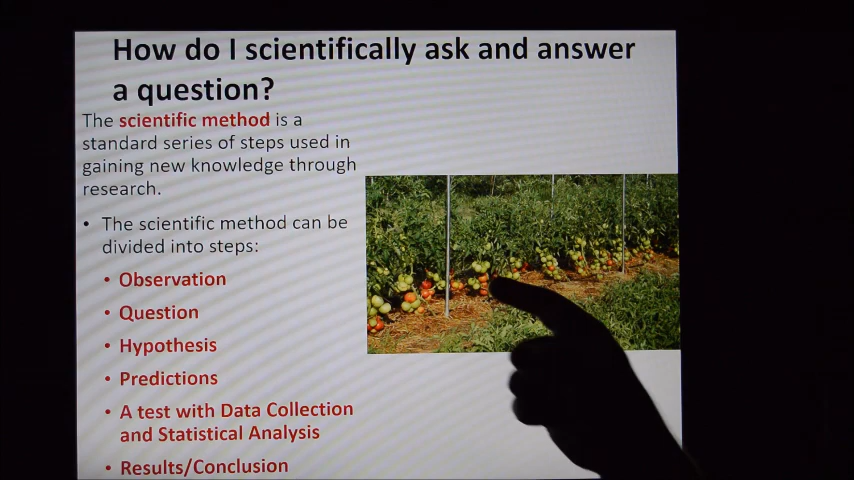 How do I scientifically ask and answer
a question?
The scientific method is a
standard series of steps used in
gaining new knowledge through
research.
• The scientific method can be
divided into steps:
• Observation
• Question
• Hypothesis
• Predictions
• A test with Data Collection
and Statistical Analysis
• Results/Conclusion